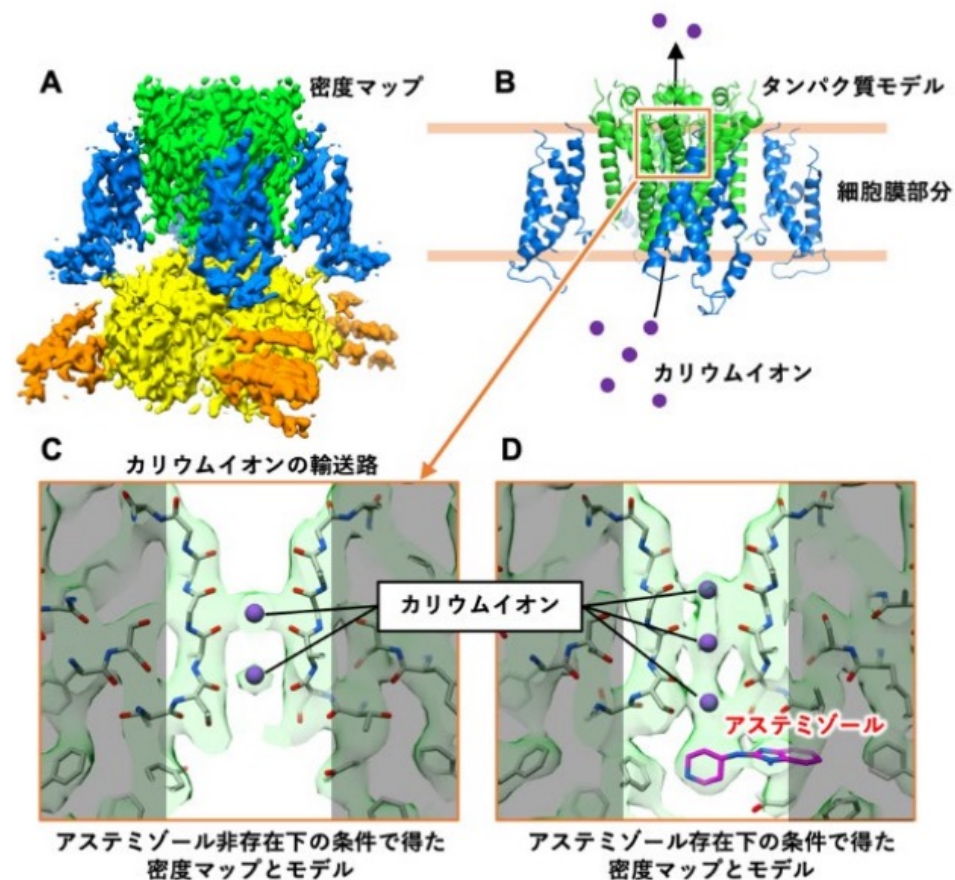 A
密度マップ
B
タンパク質モデル
細胞膜部分
カリウムイオン
C
カリウムイオンの輸送路
D
カリウムイオン
アステミゾール
アステミゾール非存在下の条件で得た
密度マップとモデル
アステミゾール存在下の条件で得た
密度マップとモデル